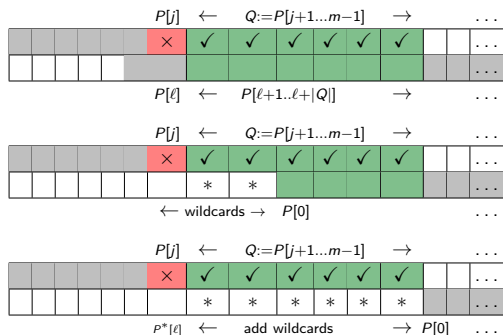 P[j] ← Q:=P[j+1...m−1] → ...
× ✓ ✓ ✓ ✓ ✓ ✓ ...
...
P[ℓ] ← P[ℓ+1..ℓ+|Q|] → ...
P[j] ← Q:=P[j+1...m−1] → ...
× ✓ ✓ ✓ ✓ ✓ ✓ ...
∗ ∗ ...
← wildcards → P[0] ...
P[j] ← Q:=P[j+1...m−1] → ...
× ✓ ✓ ✓ ✓ ✓ ✓ ...
∗ ∗ ∗ ∗ ∗ ∗ ...
P*[ℓ] ← add wildcards → P[0] ...